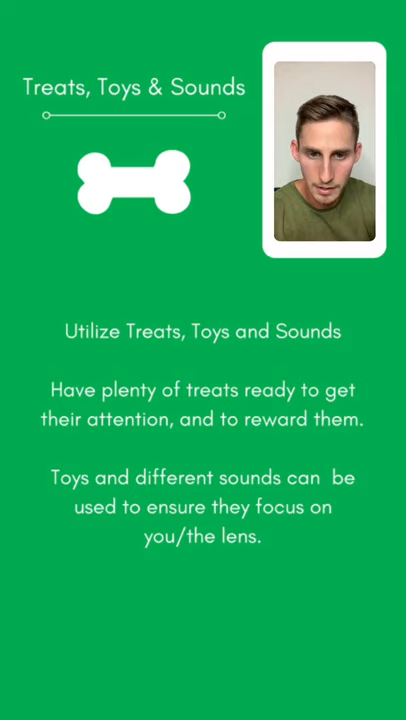 Treats, Toys & Sounds
Utilize Treats, Toys and Sounds
Have plenty of treats ready to get
their attention, and to reward them.
Toys and different sounds can be
used to ensure they focus on
you/the lens.